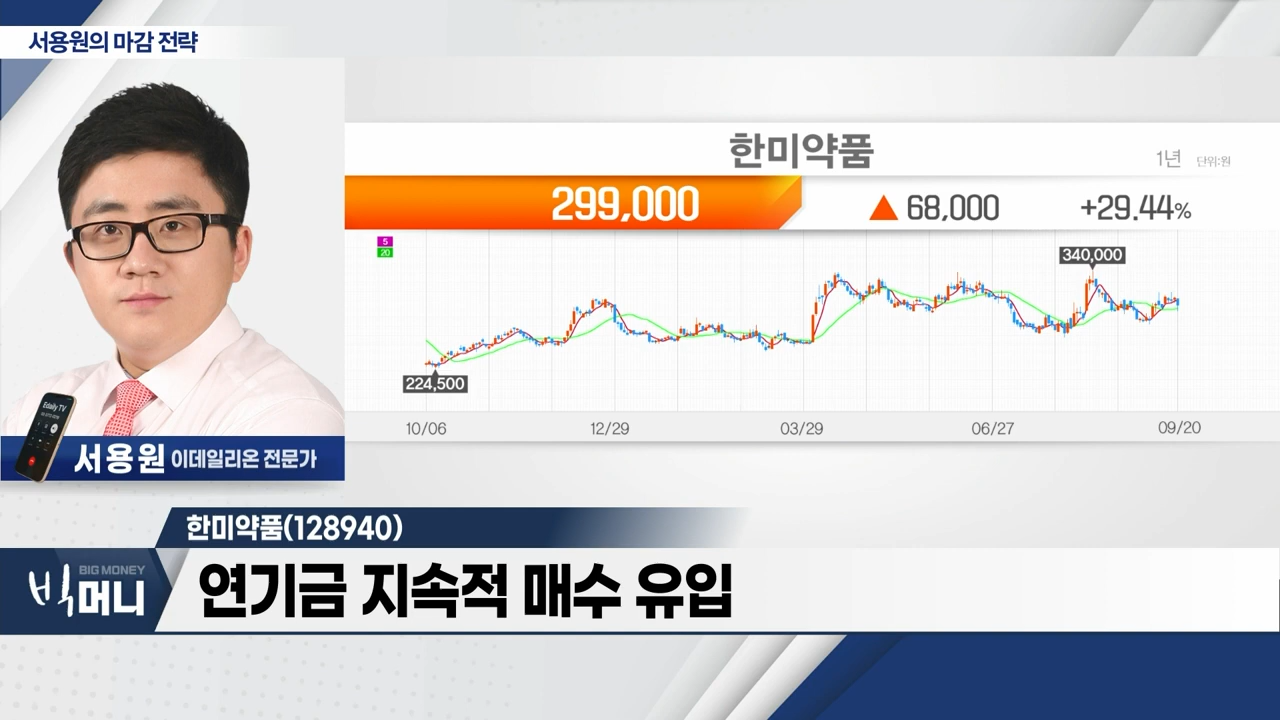 서용원의 마감 전략
한미약품
1년 단위:원
299,000
▲ 68,000
+29.44%
5
20
340,000
224,500
10/06
12/29
03/29
06/27
09/20
Edaily TV
서용원 이데일리온 전문가
한미약품(128940)
BIG MONEY
빅머니
연기금 지속적 매수 유입